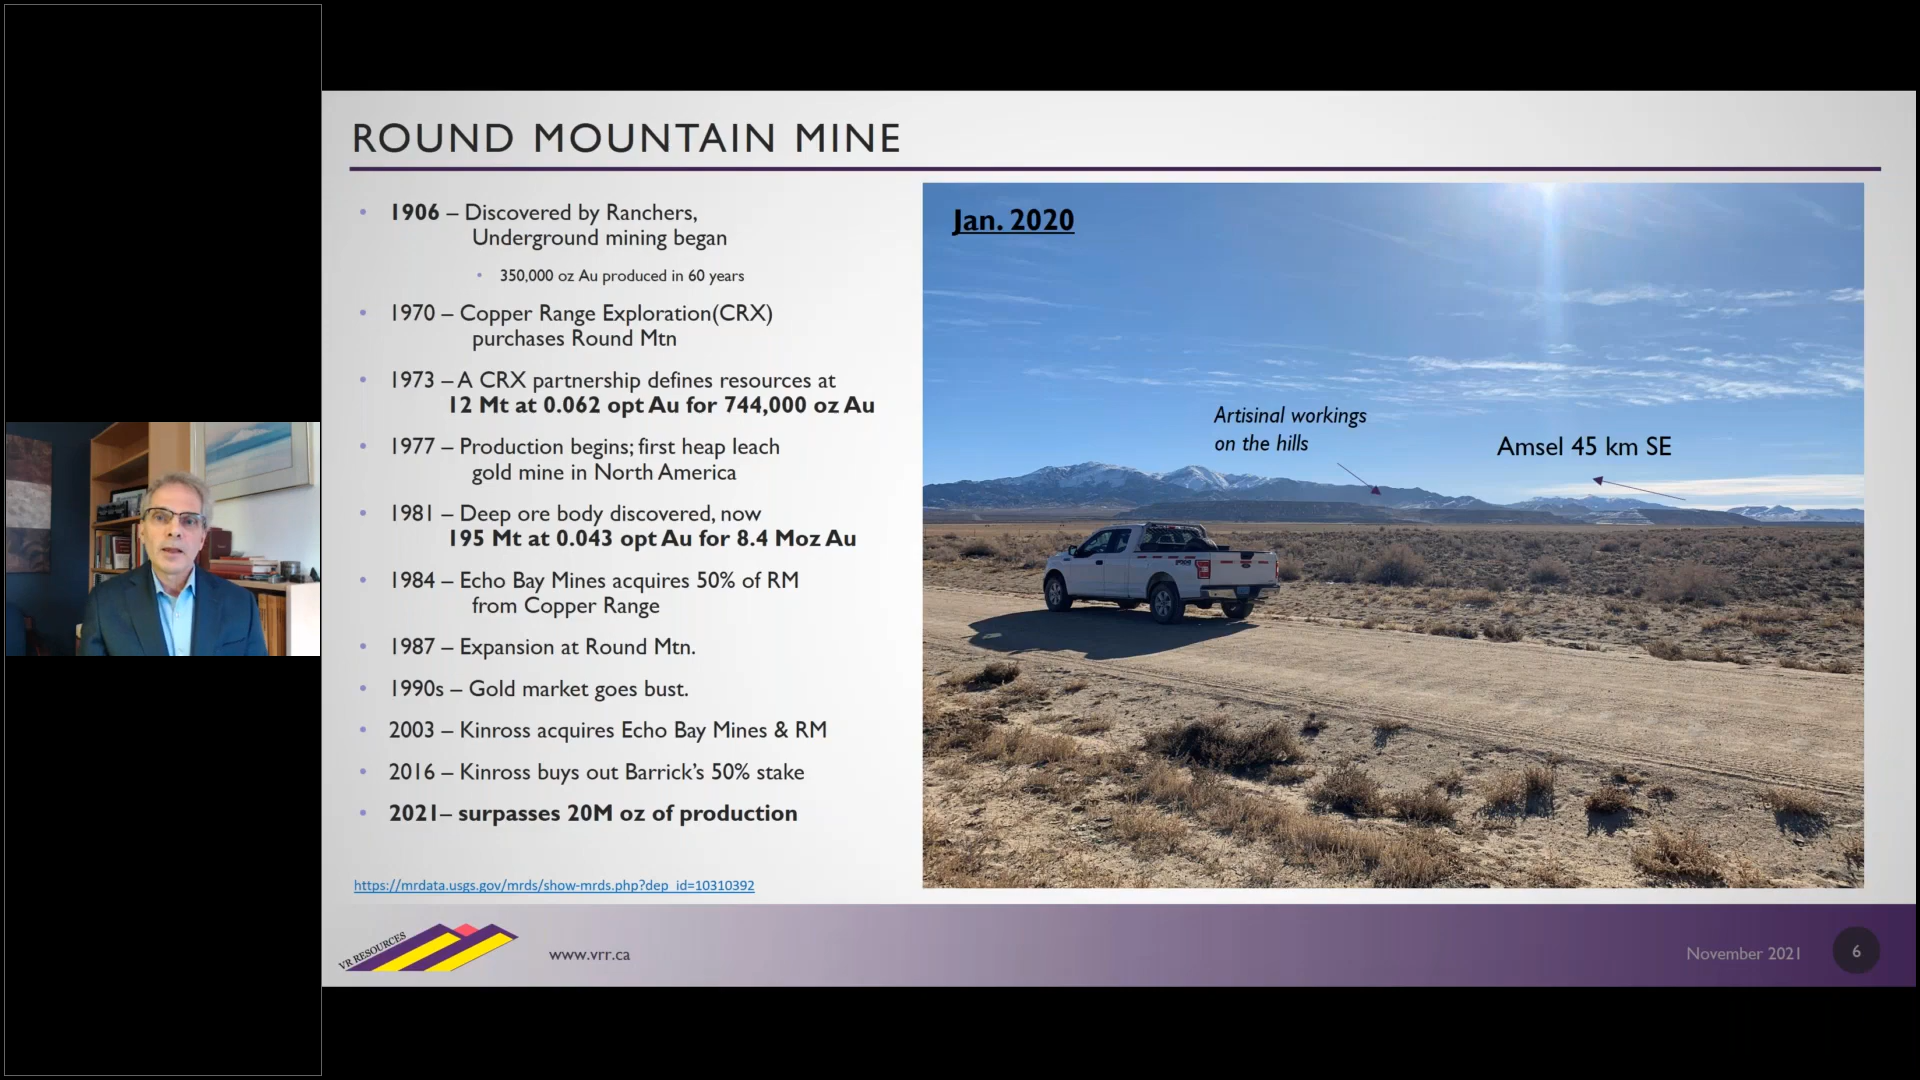 ROUND MOUNTAIN MINE
• 1906 – Discovered by Ranchers,
Underground mining began
• 350,000 oz Au produced in 60 years
• 1970 – Copper Range Exploration(CRX)
purchases Round Mtn
• 1973 – A CRX partnership defines resources at
12 Mt at 0.062 opt Au for 744,000 oz Au
• 1977 – Production begins; first heap leach
gold mine in North America
• 1981 – Deep ore body discovered, now
195 Mt at 0.043 opt Au for 8.4 Moz Au
• 1984 – Echo Bay Mines acquires 50% of RM
from Copper Range
• 1987 – Expansion at Round Mtn.
• 1990s – Gold market goes bust.
• 2003 – Kinross acquires Echo Bay Mines & RM
• 2016 – Kinross buys out Barrick's 50% stake
• 2021– surpasses 20M oz of production
https://mrdata.usgs.gov/mrds/show-mrds.php?dep_id=10310392
Jan. 2020
Artisinal workings
on the hills
Amsel 45 km SE
VR RESOURCES
www.vrr.ca
November 2021
6